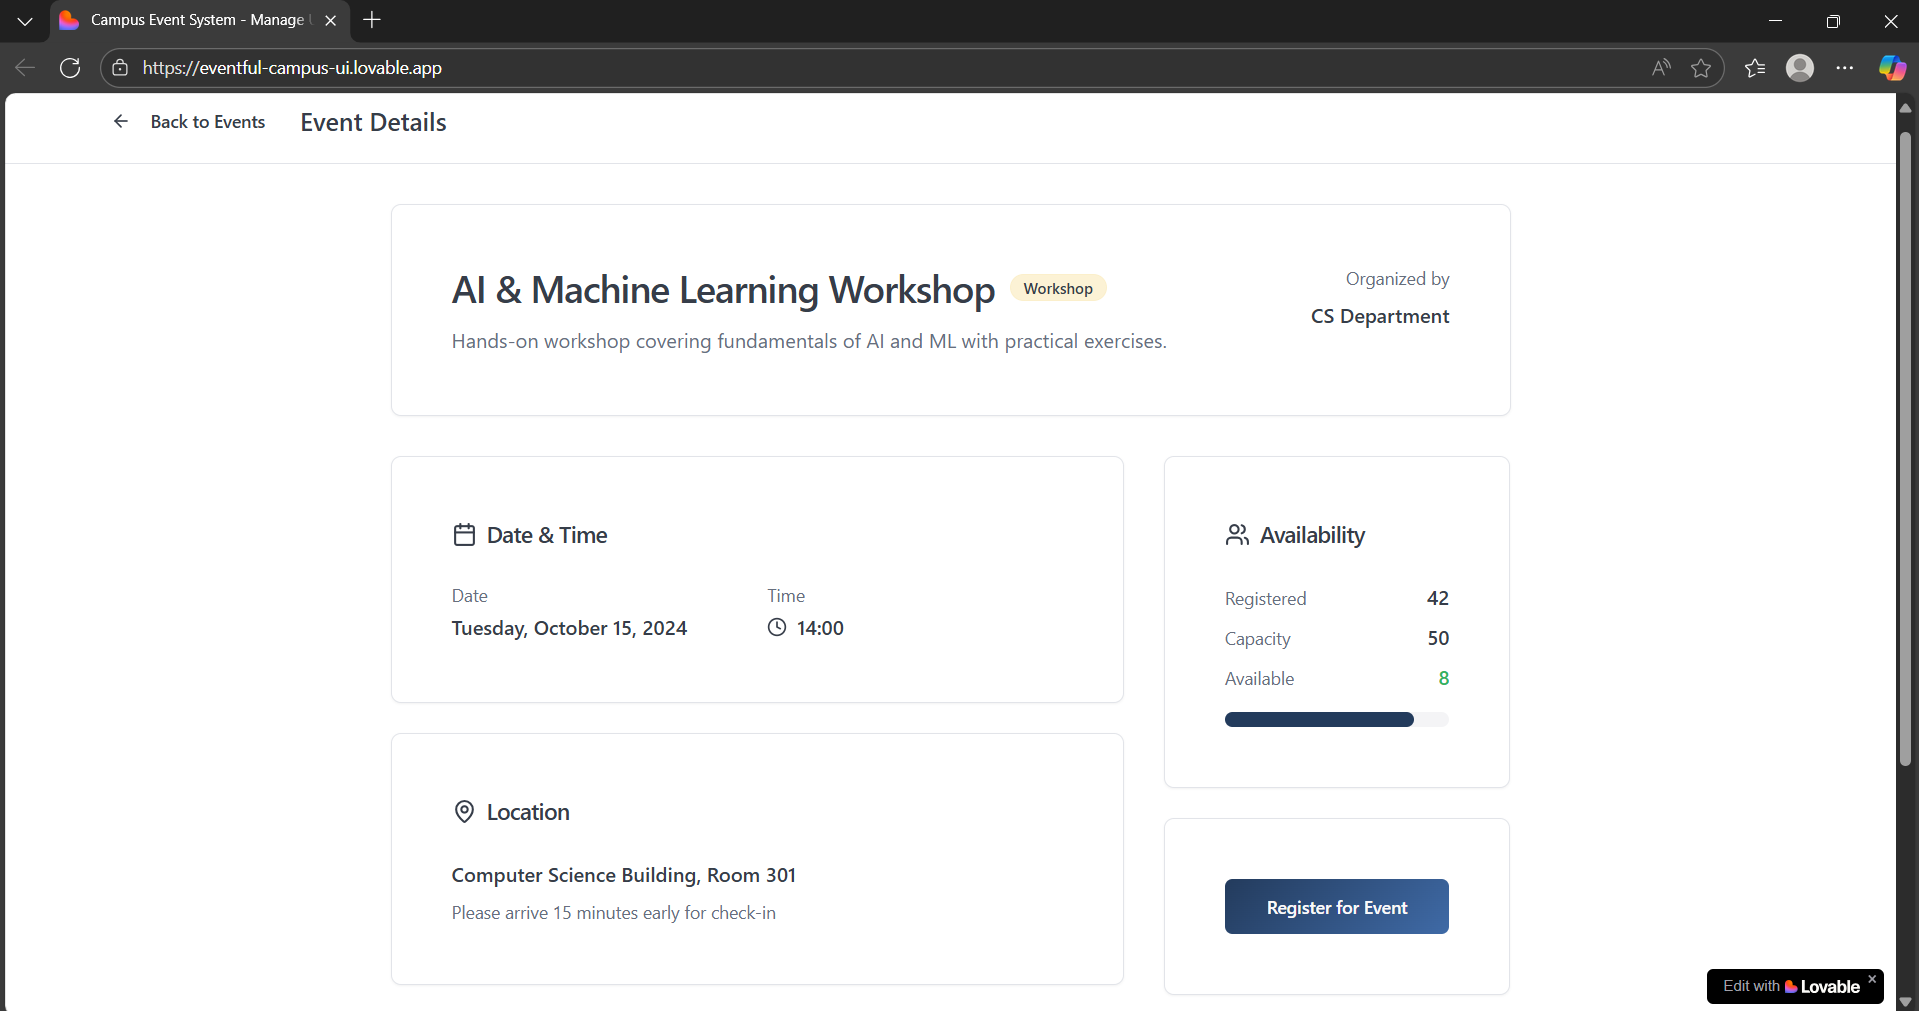 Campus Event System - Manage
https://eventful-campus-ui.lovable.app
Back to Events Event Details
AI & Machine Learning Workshop Workshop
Hands-on workshop covering fundamentals of AI and ML with practical exercises.
Organized by
CS Department
Date & Time
Date Time
Tuesday, October 15, 2024 14:00
Availability
Registered 42
Capacity 50
Available 8
Location
Computer Science Building, Room 301
Please arrive 15 minutes early for check-in
Register for Event
Edit with Lovable